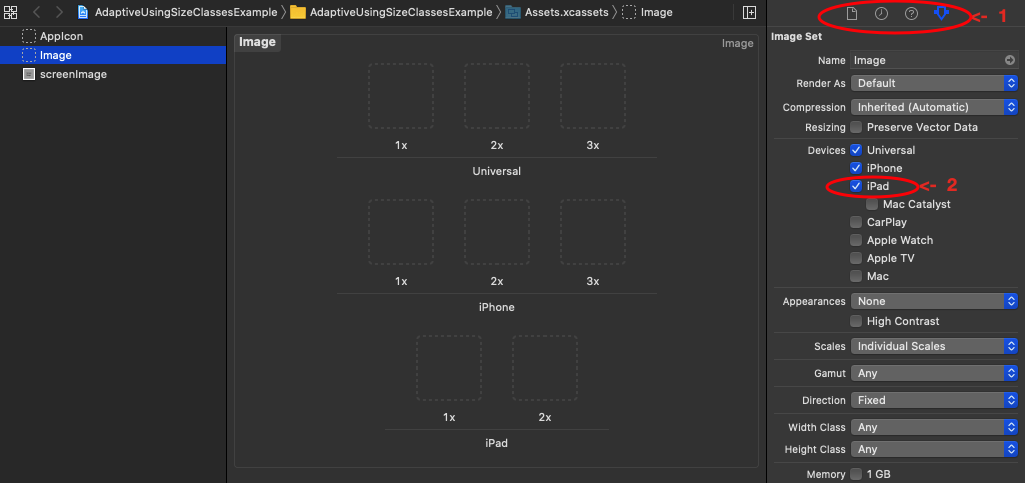 AdaptiveUsingSizeClassesExample AdaptiveUsingSizeClassesExample Assets.xcassets Image
<- 1
AppIcon
Image
screenImage
Image
Image
1x 2x 3x
Universal
1x 2x 3x
iPhone
1x 2x
iPad
Image Set
Name Image
Render As Default
Compression Inherited (Automatic)
Resizing Preserve Vector Data
Devices Universal
iPhone
iPad <- 2
Mac Catalyst
CarPlay
Apple Watch
Apple TV
Mac
Appearances None
High Contrast
Scales Individual Scales
Gamut Any
Direction Fixed
Width Class Any
Height Class Any
Memory 1 GB